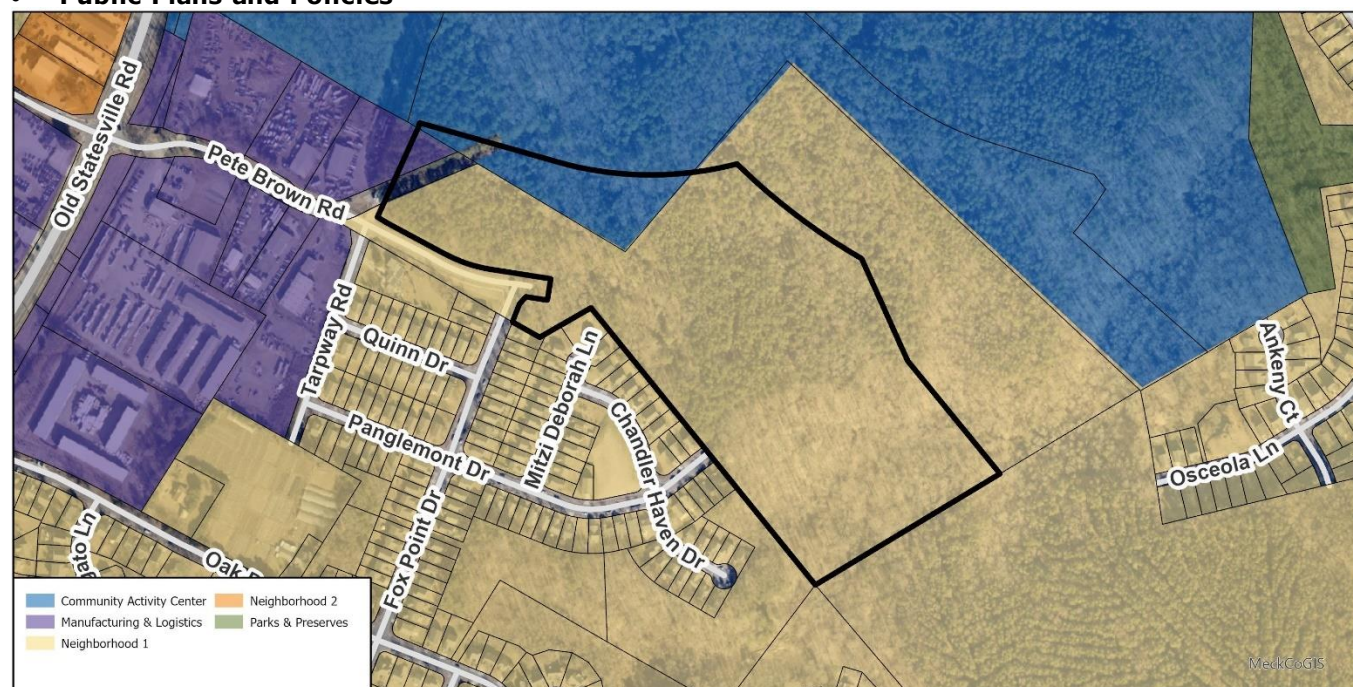 • Public Plans and Policies
Old Statesville Rd
Pete Brown Rd
Tarpway Rd
Quinn Dr
Panglemont Dr
Mitzi Deborah Ln
Chandler Haven Dr
Fox Point Dr
Ankeny Ct
Osceola Ln
Oak
Community Activity Center
Neighborhood 2
Manufacturing & Logistics
Parks & Preserves
Neighborhood 1
MeckCoGIS